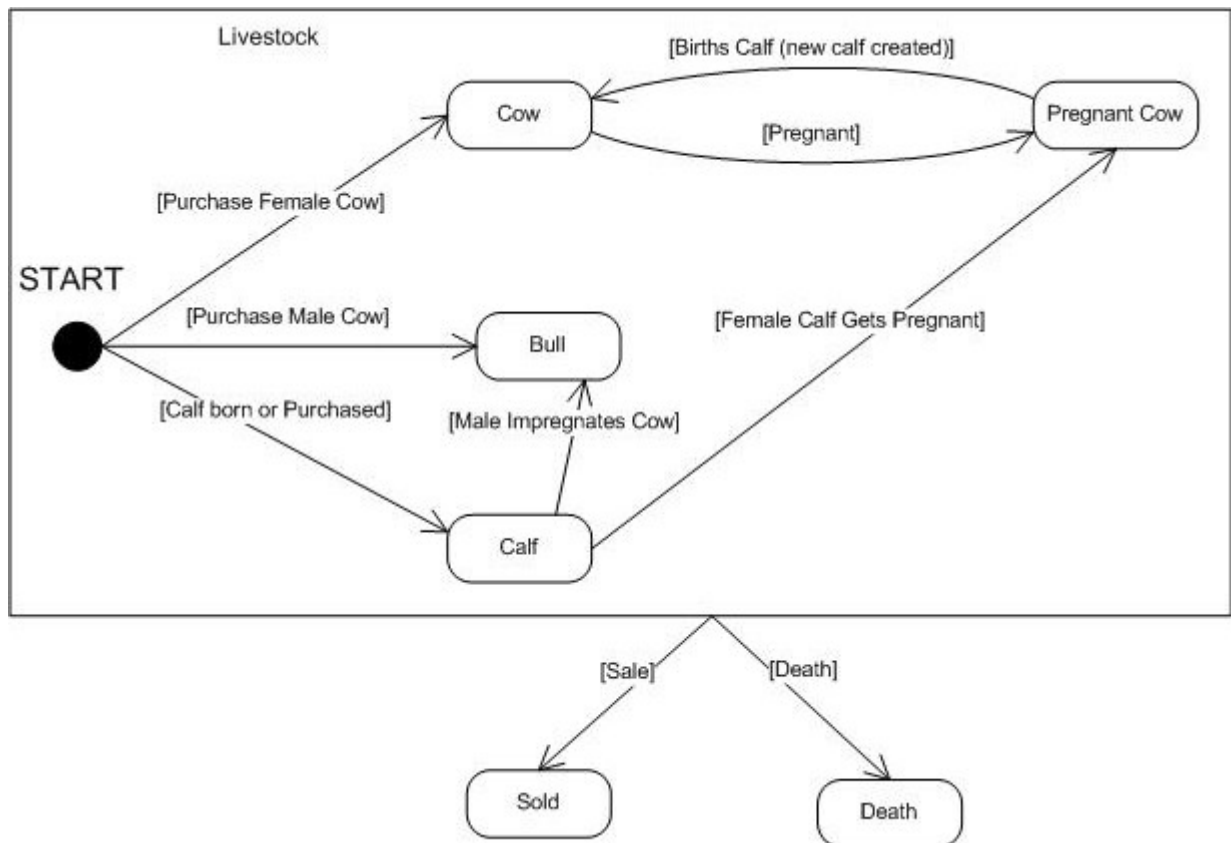 Livestock
[Births Calf (new calf created)]
Cow
Pregnant Cow
[Pregnant]
[Purchase Female Cow]
START
[Purchase Male Cow]
[Female Calf Gets Pregnant]
Bull
[Calf born or Purchased]
[Male Impregnates Cow]
Calf
[Sale]
[Death]
Sold
Death